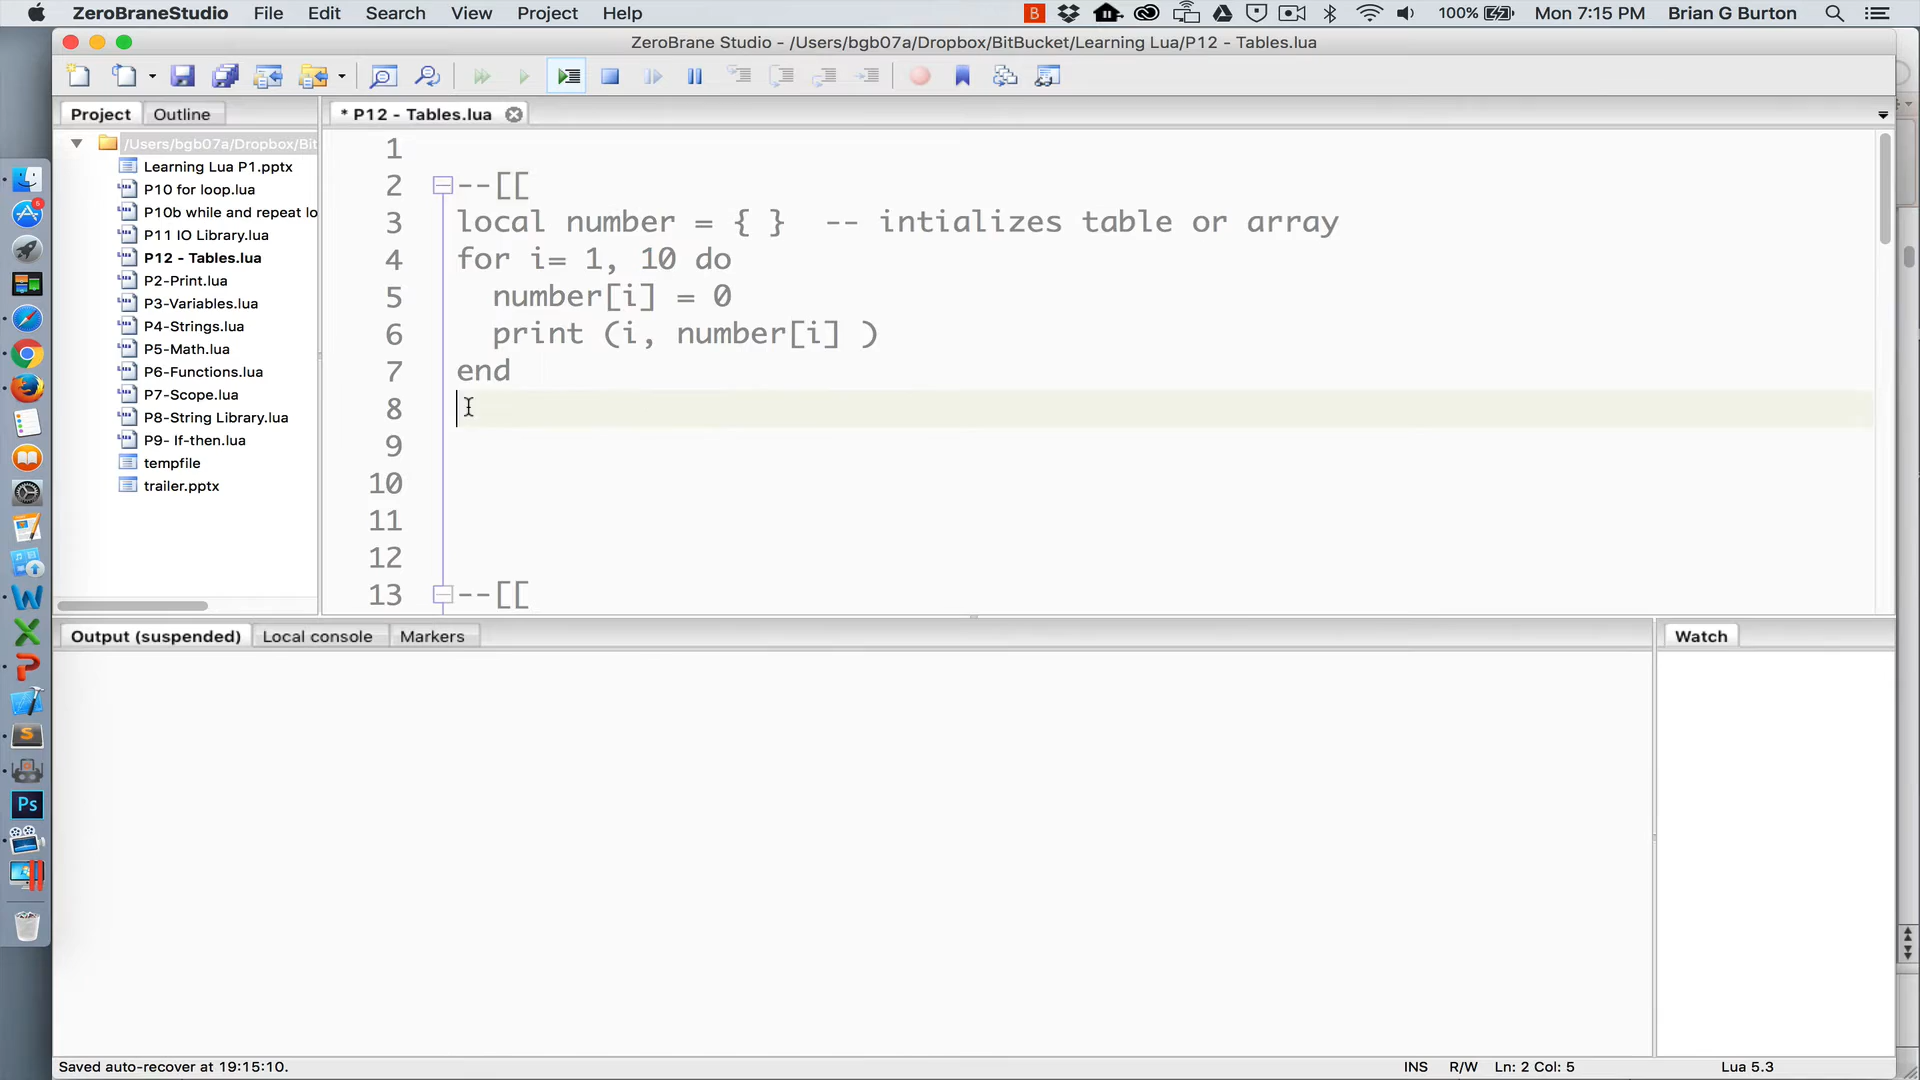 ZeroBraneStudio File Edit Search View Project Help 100% Mon 7:15 PM Brian G Burton
ZeroBrane Studio - /Users/bgb07a/Dropbox/BitBucket/Learning Lua/P12 - Tables.lua
Project Outline
* P12 - Tables.lua
/Users/bgb07a/Dropbox/Bit
Learning Lua P1.pptx
P10 for loop.lua
P10b while and repeat lo
P11 IO Library.lua
P12 - Tables.lua
P2-Print.lua
P3-Variables.lua
P4-Strings.lua
P5-Math.lua
P6-Functions.lua
P7-Scope.lua
P8-String Library.lua
P9- If-then.lua
tempfile
trailer.pptx
1
2 --[[
3 local number = { }  -- intializes table or array
4 for i= 1, 10 do
5 number[i] = 0
6 print (i, number[i] )
7 end
8
9
10
11
12
13 --[[
Output (suspended) Local console Markers
Watch
Saved auto-recover at 19:15:10. INS R/W Ln: 2 Col: 5 Lua 5.3